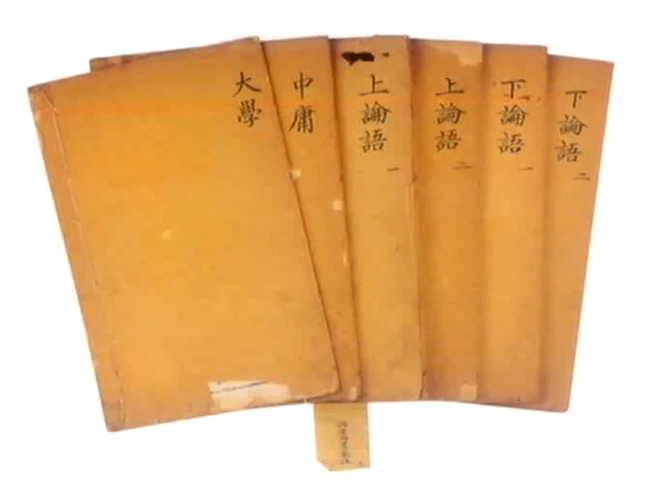 大學
中庸
上論語 一
上論語 二
下論語 一
下論語 二